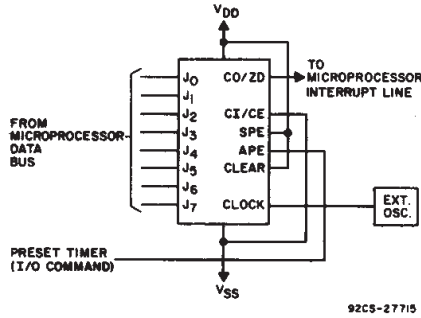 VDD
J0
J1
J2
J3
J4
J5
J6
J7
CO/ZD
CI/CE
SPE
APE
CLEAR
CLOCK
TO
MICROPROCESSOR
INTERRUPT LINE
FROM
MICROPROCESSOR
DATA
BUS
EXT.
OSC.
PRESET TIMER
(I/O COMMAND)
VSS
92CS-27715